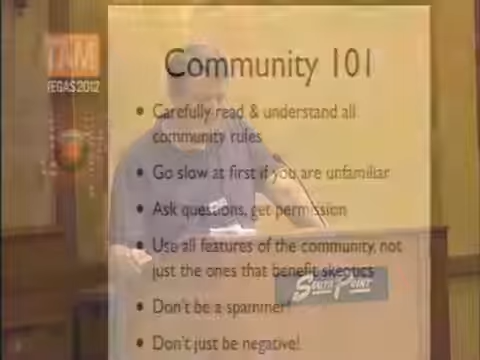 TAM
VEGAS 2012
Community 101
• Carefully read & understand all
community rules
• Go slow at first if you are unfamiliar
• Ask questions, get permission
• Use all features of the community, not
just the ones that benefit skeptics
SOUTH POINT
• Don't be a spammer!
• Don't just be negative!